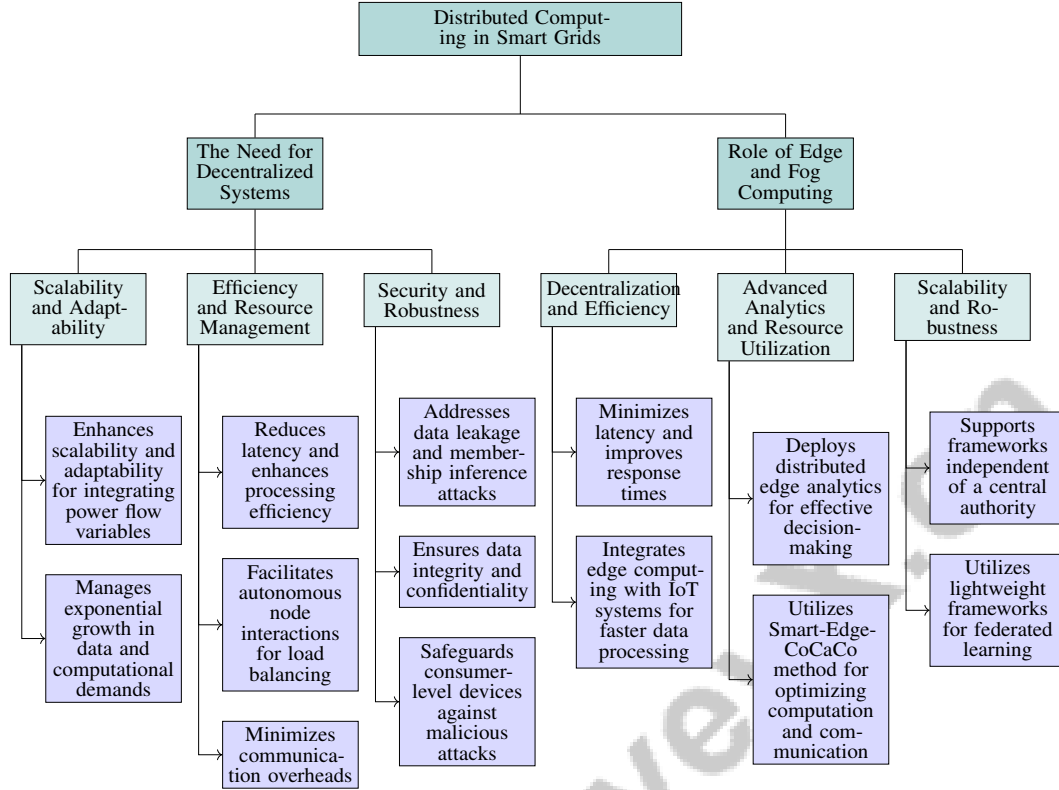 Distributed Comput-
ing in Smart Grids
The Need for
Decentralized
Systems
Role of Edge
and Fog
Computing
Scalability
and Adapt-
ability
Efficiency
and Resource
Management
Security and
Robustness
Decentralization
and Efficiency
Advanced
Analytics
and Resource
Utilization
Scalability
and Ro-
bustness
Enhances
scalability and
adaptability
for integrating
power flow
variables
Manages
exponential
growth in
data and
computational
demands
Reduces
latency and
enhances
processing
efficiency
Facilitates
autonomous
node
interactions
for load
balancing
Minimizes
communica-
tion overheads
Addresses
data leakage
and member-
ship inference
attacks
Ensures data
integrity and
confidentiality
Safeguards
consumer-
level devices
against
malicious
attacks
Minimizes
latency and
improves
response
times
Integrates
edge comput-
ing with IoT
systems for
faster data
processing
Deploys
distributed
edge analytics
for effective
decision-
making
Utilizes
Smart-Edge-
CoCaCo
method for
optimizing
computation
and com-
munication
Supports
frameworks
independent
of a central
authority
Utilizes
lightweight
frameworks
for federated
learning